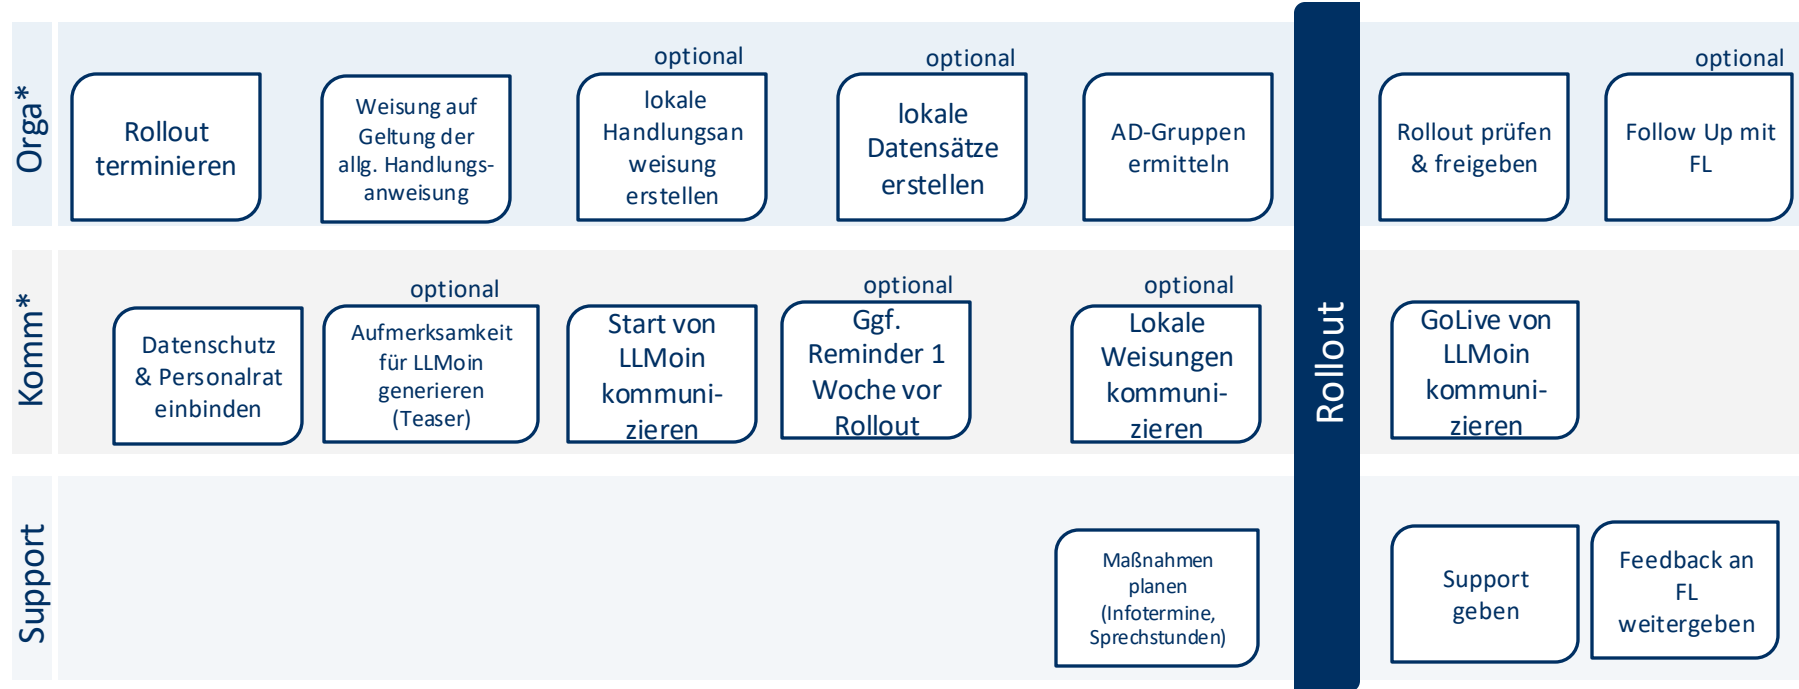 Orga*
Rollout
terminieren
Weisung auf
Geltung der
allg. Handlungs-
anweisung
optional
lokale
Handlungsan
weisung
erstellen
optional
lokale
Datensätze
erstellen
AD-Gruppen
ermitteln
Rollout prüfen
& freigeben
optional
Follow Up mit
FL
Komm*
Datenschutz
& Personalrat
einbinden
optional
Aufmerksamkeit
für LLMoin
generieren
(Teaser)
Start von
LLMoin
kommuni-
zieren
optional
Ggf.
Reminder 1
Woche vor
Rollout
optional
Lokale
Weisungen
kommuni-
zieren
Rollout
GoLive von
LLMoin
kommuni-
zieren
Support
Maßnahmen
planen
(Infotermine,
Sprechstunden)
Support
geben
Feedback an
FL
weitergeben